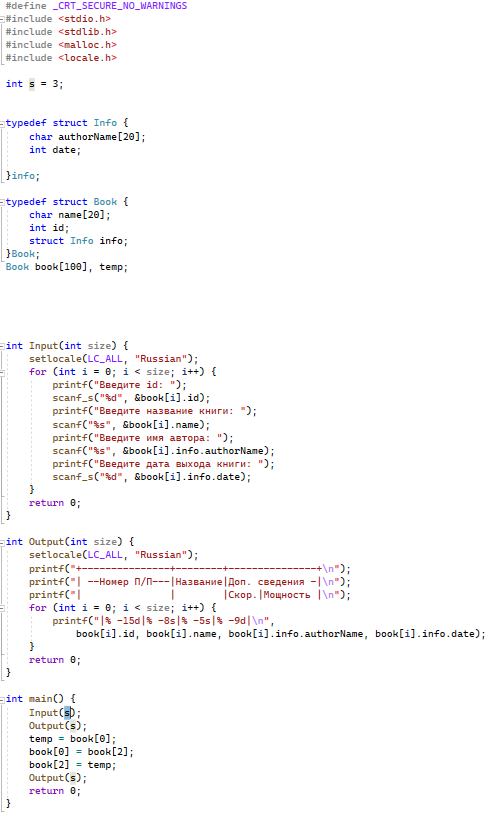 #define _CRT_SECURE_NO_WARNINGS
#include <stdio.h>
#include <stdlib.h>
#include <malloc.h>
#include <locale.h>
int s = 3;
typedef struct Info {
char authorName[20];
int date;
}info;
typedef struct Book {
char name[20];
int id;
struct Info info;
}Book;
Book book[100], temp;
int Input(int size) {
setlocale(LC_ALL, "Russian");
for (int i = 0; i < size; i++) {
printf("Введите id: ");
scanf_s("%d", &book[i].id);
printf("Введите название книги: ");
scanf("%s", &book[i].name);
printf("Введите имя автора: ");
scanf("%s", &book[i].info.authorName);
printf("Введите дата выхода книги: ");
scanf_s("%d", &book[i].info.date);
}
return 0;
}
int Output(int size) {
setlocale(LC_ALL, "Russian");
printf("+---------------+--------+---------------+\n");
printf("| --Номер П/П---|Название|Доп. сведения -|\n");
printf("|               |        |Скор.|Мощность |\n");
for (int i = 0; i < size; i++) {
printf("|% -15d|% -8s|% -5s|% -9d|\n",
book[i].id, book[i].name, book[i].info.authorName, book[i].info.date);
}
return 0;
}
int main() {
Input(s);
Output(s);
temp = book[0];
book[0] = book[2];
book[2] = temp;
Output(s);
return 0;
}